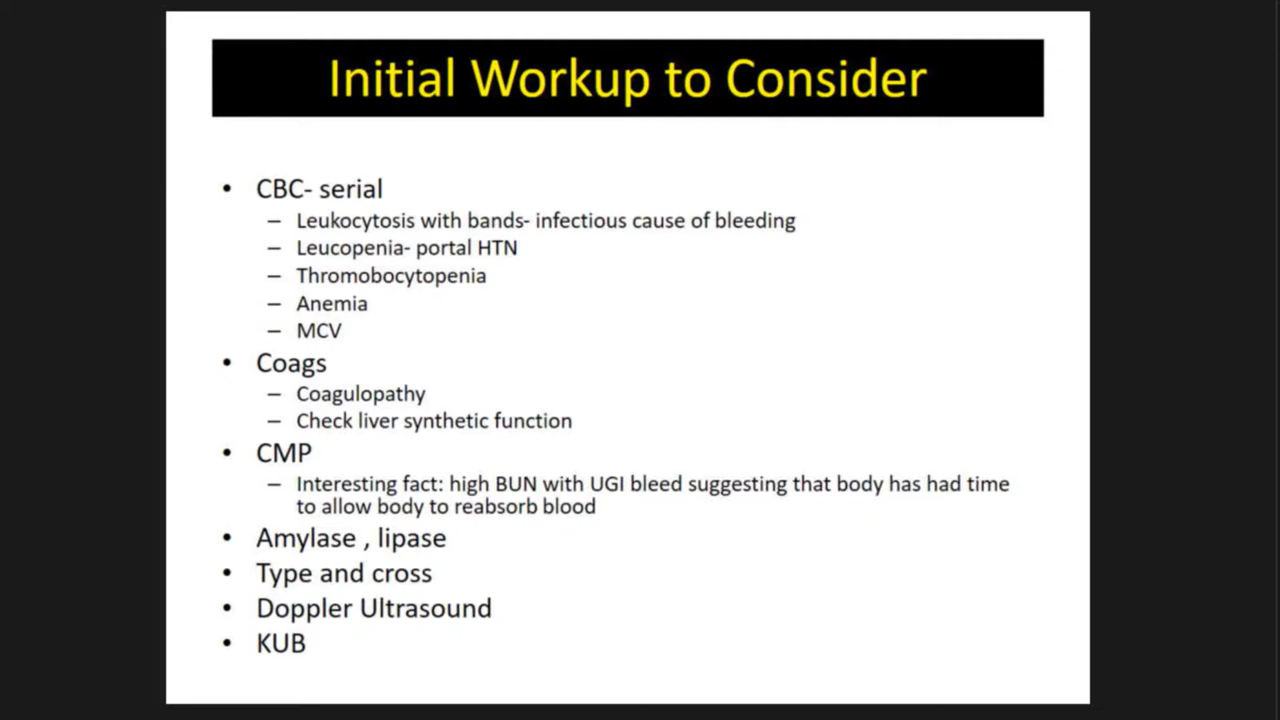 Initial Workup to Consider
• CBC- serial
– Leukocytosis with bands- infectious cause of bleeding
– Leucopenia- portal HTN
– Thromobocytopenia
– Anemia
– MCV
• Coags
– Coagulopathy
– Check liver synthetic function
• CMP
– Interesting fact: high BUN with UGI bleed suggesting that body has had time
to allow body to reabsorb blood
• Amylase , lipase
• Type and cross
• Doppler Ultrasound
• KUB